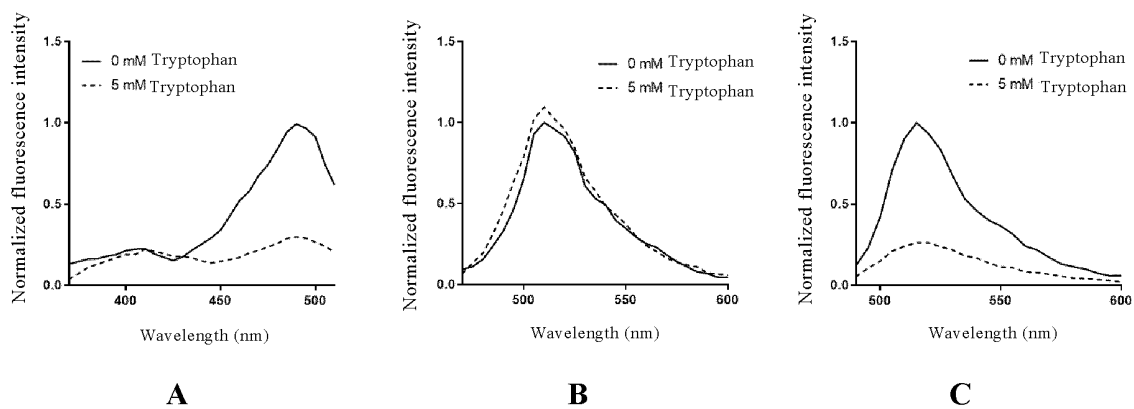 Normalized fluorescence intensity
1.5
1.0
0.5
0.0
0 mM Tryptophan
5 mM Tryptophan
400
450
500
Wavelength (nm)
A
Normalized fluorescence intensity
1.5
1.0
0.5
0.0
0 mM Tryptophan
5 mM Tryptophan
500
550
600
Wavelength (nm)
B
Normalized fluorescence intensity
1.5
1.0
0.5
0.0
0 mM Tryptophan
5 mM Tryptophan
500
550
600
Wavelength (nm)
C